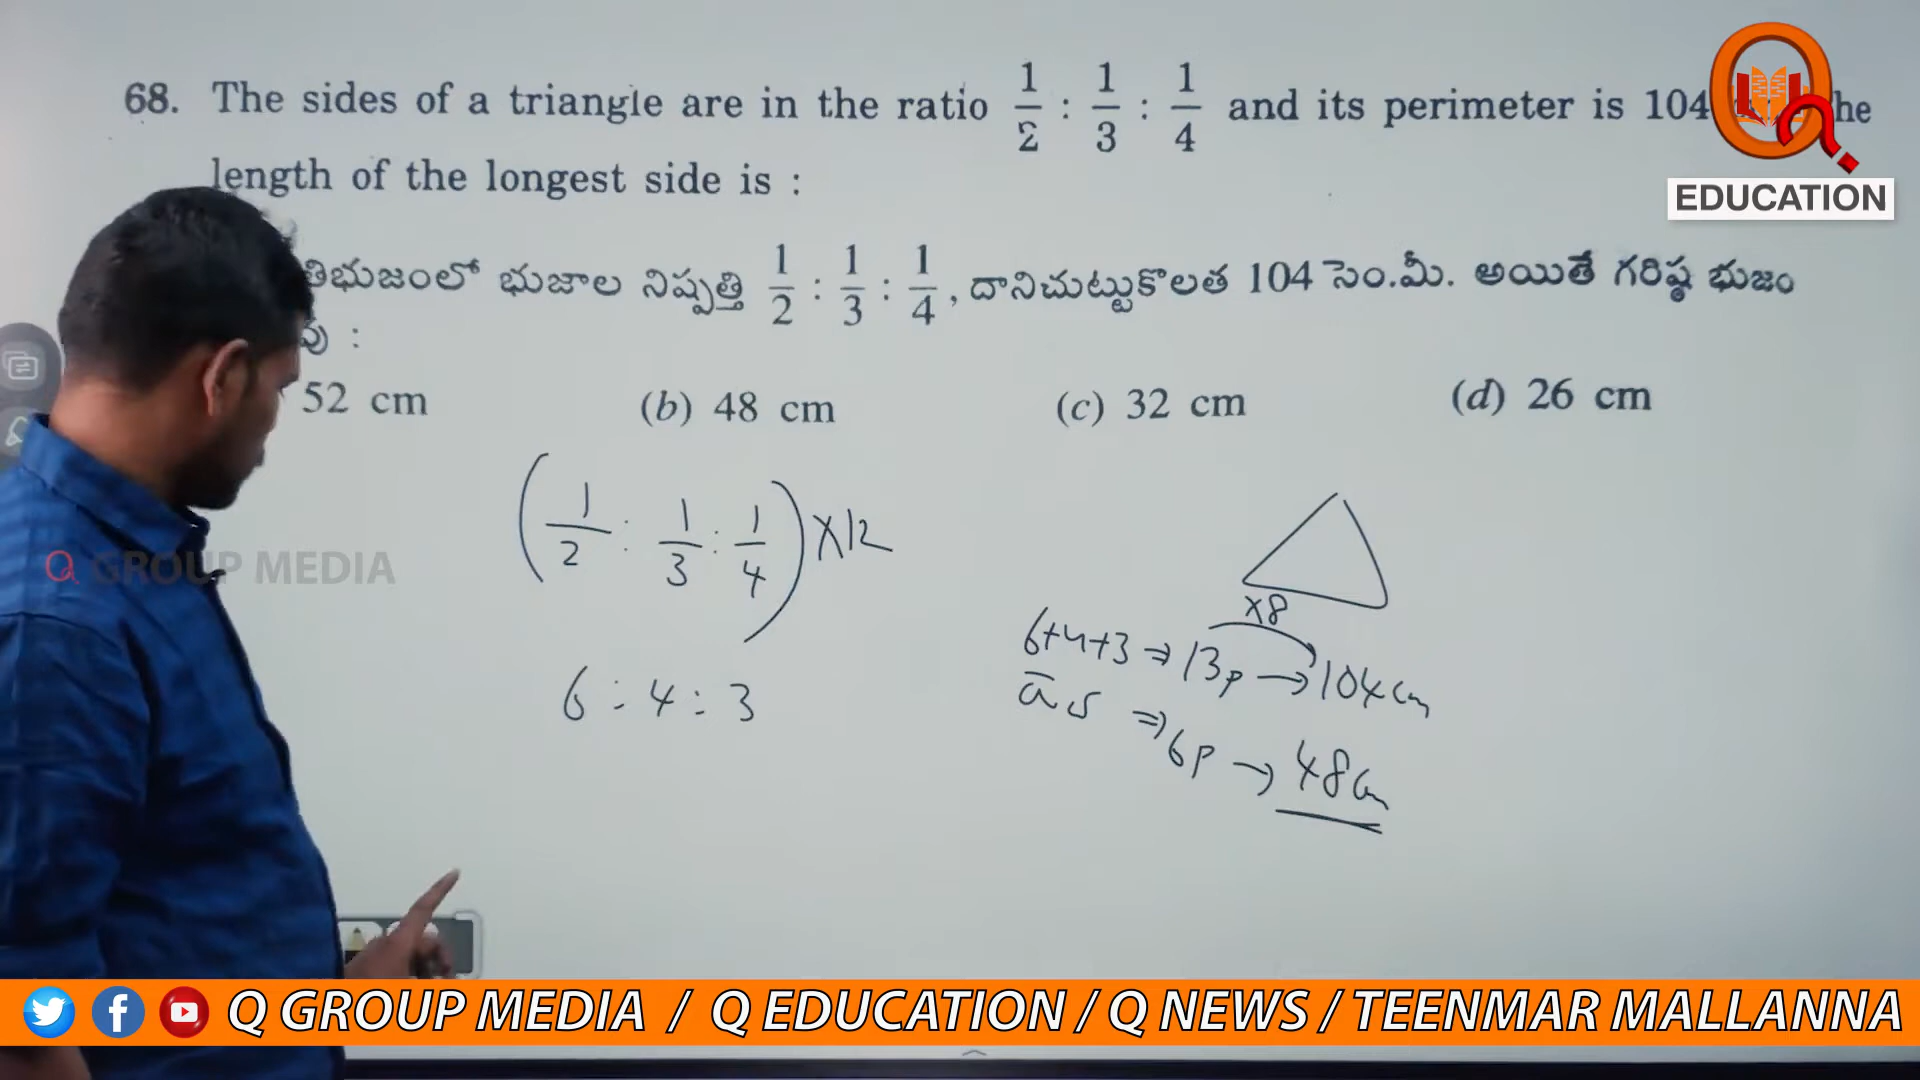 68. The sides of a triangle are in the ratio 1/2 : 1/3 : 1/4 and its perimeter is 104 he
length of the longest side is :
తిభుజంలో భుజాల నిష్పత్తి 1/2 : 1/3 : 1/4, దానిచుట్టుకొలత 104 సెం.మీ. అయితే గరిష్ఠ భుజం
వు :
52 cm (b) 48 cm (c) 32 cm (d) 26 cm
(1/2 : 1/3 : 1/4) X12
6 : 4 : 3
x8
6+4+3 ⇒ 13p → 104cm
⇒ 6p → 48cm
EDUCATION
Q GROUP MEDIA
Q GROUP MEDIA / Q EDUCATION / Q NEWS / TEENMAR MALLANNA